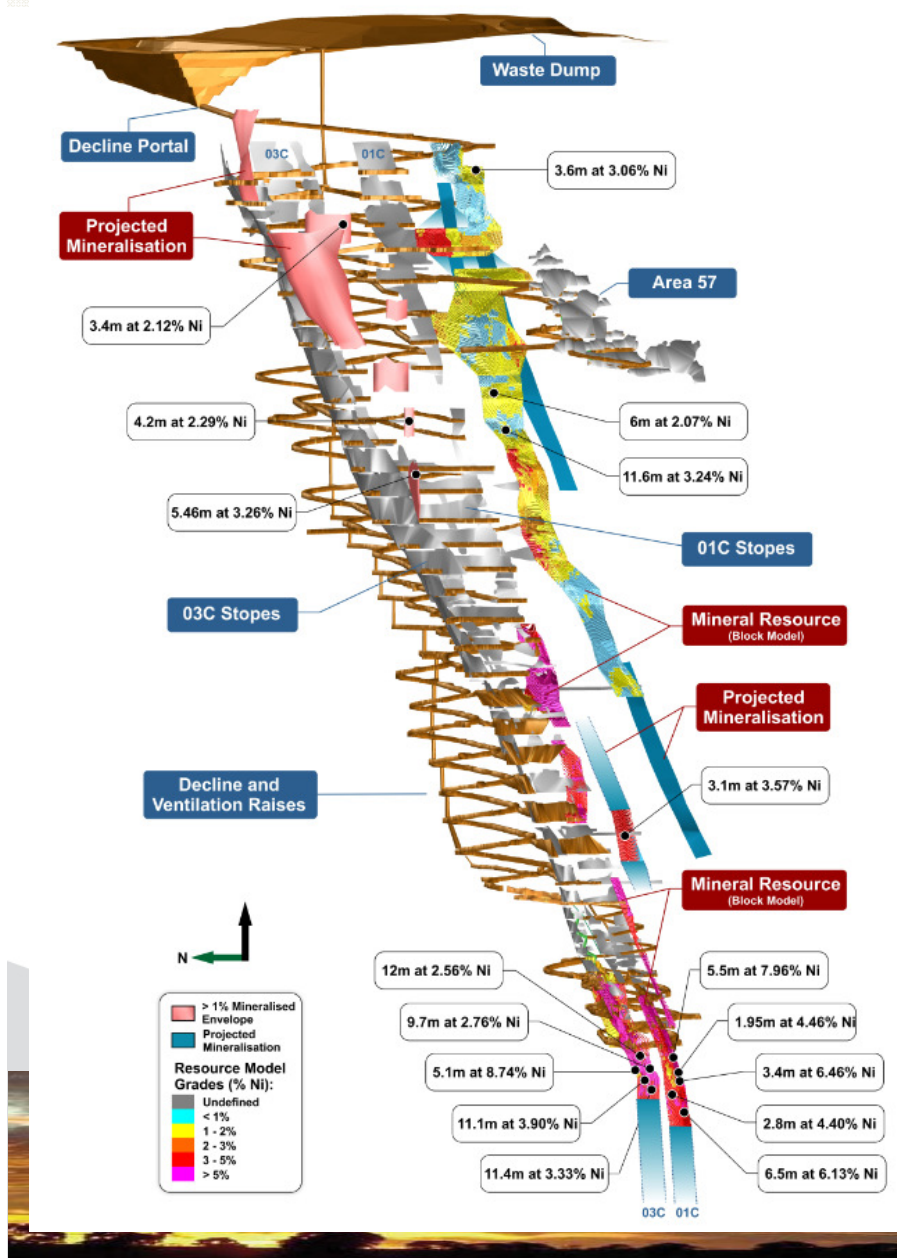 Waste Dump
Decline Portal
03C
01C
3.6m at 3.06% Ni
Projected
Mineralisation
Area 57
3.4m at 2.12% Ni
4.2m at 2.29% Ni
6m at 2.07% Ni
11.6m at 3.24% Ni
5.46m at 3.26% Ni
01C Stopes
03C Stopes
Mineral Resource
(Block Model)
Projected
Mineralisation
Decline and
Ventilation Raises
3.1m at 3.57% Ni
Mineral Resource
(Block Model)
N
12m at 2.56% Ni
5.5m at 7.96% Ni
9.7m at 2.76% Ni
1.95m at 4.46% Ni
5.1m at 8.74% Ni
3.4m at 6.46% Ni
11.1m at 3.90% Ni
2.8m at 4.40% Ni
11.4m at 3.33% Ni
6.5m at 6.13% Ni
03C
01C
> 1% Mineralised
Envelope
Projected
Mineralisation
Resource Model
Grades (% Ni):
Undefined
< 1%
1 - 2%
2 - 3%
3 - 5%
> 5%